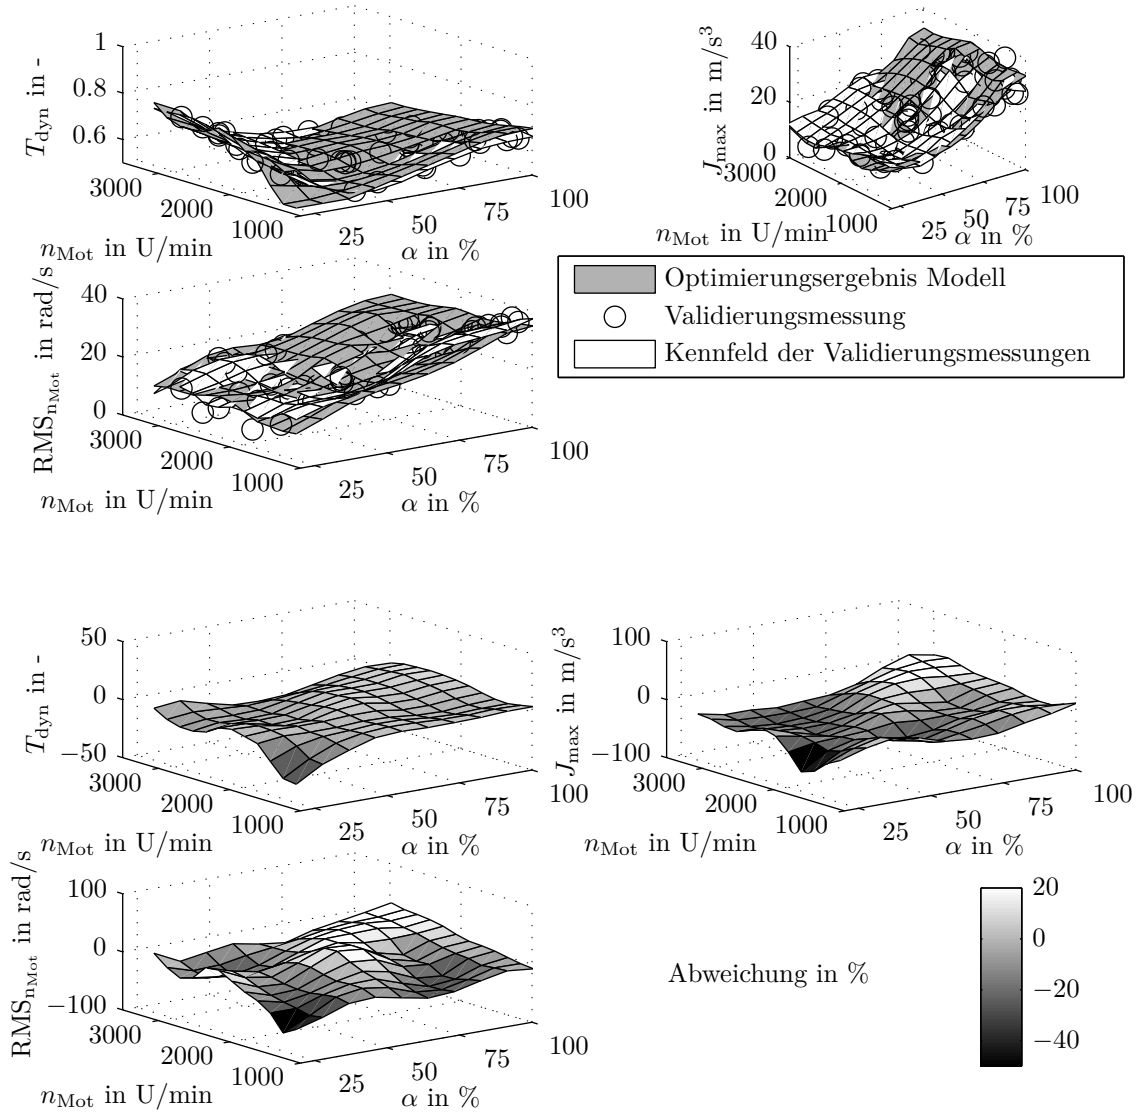 1
0.8
0.6
T_dyn in -
3000
2000
1000
n_Mot in U/min
25
50
75
100
α in %
40
20
0
J_max in m/s³
3000
2000
1000
n_Mot in U/min
25
50
75
100
α in %
Optimierungsergebnis Modell
Validierungsmessung
Kennfeld der Validierungsmessungen
40
20
0
RMS_n_Mot in rad/s
3000
2000
1000
n_Mot in U/min
25
50
75
100
α in %
50
0
−50
T_dyn in -
3000
2000
1000
n_Mot in U/min
25
50
75
100
α in %
100
0
−100
J_max in m/s³
3000
2000
1000
n_Mot in U/min
25
50
75
100
α in %
100
0
−100
RMS_n_Mot in rad/s
3000
2000
1000
n_Mot in U/min
25
50
75
100
α in %
Abweichung in %
20
0
−20
−40